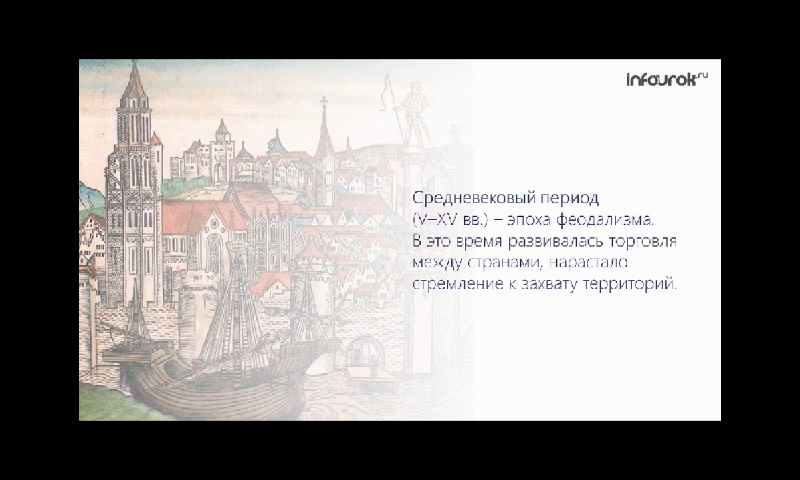 infourok.ru
Средневековый период
(V–XV вв.) – эпоха феодализма.
В это время развивалась торговля
между странами, нарастало
стремление к захвату территорий.